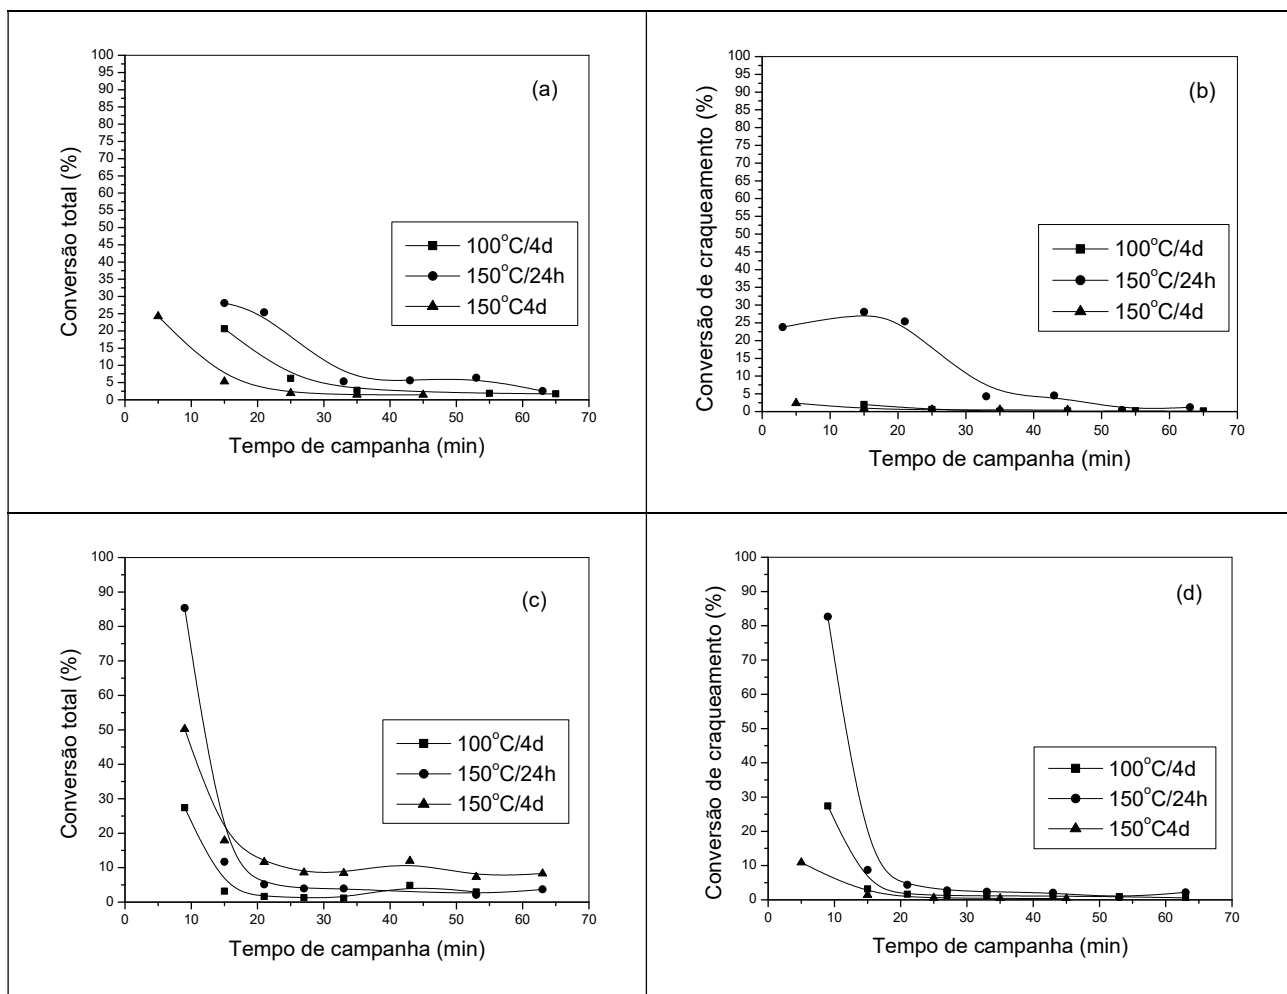 (a)
Conversão total (%)
100
95
90
85
80
75
70
65
60
55
50
45
40
35
30
25
20
15
10
5
0
100°C/4d
150°C/24h
150°C4d
0 10 20 30 40 50 60 70
Tempo de campanha (min)
(b)
Conversão de craqueamento (%)
100
95
90
85
80
75
70
65
60
55
50
45
40
35
30
25
20
15
10
5
0
100°C/4d
150°C/24h
150°C/4d
0 10 20 30 40 50 60 70
Tempo de campanha (min)
(c)
Conversão total (%)
100
90
80
70
60
50
40
30
20
10
0
100°C/4d
150°C/24h
150°C/4d
0 10 20 30 40 50 60 70
Tempo de campanha (min)
(d)
Conversão de craqueamento (%)
100
90
80
70
60
50
40
30
20
10
0
100°C/4d
150°C/24h
150°C4d
0 10 20 30 40 50 60 70
Tempo de campanha (min)